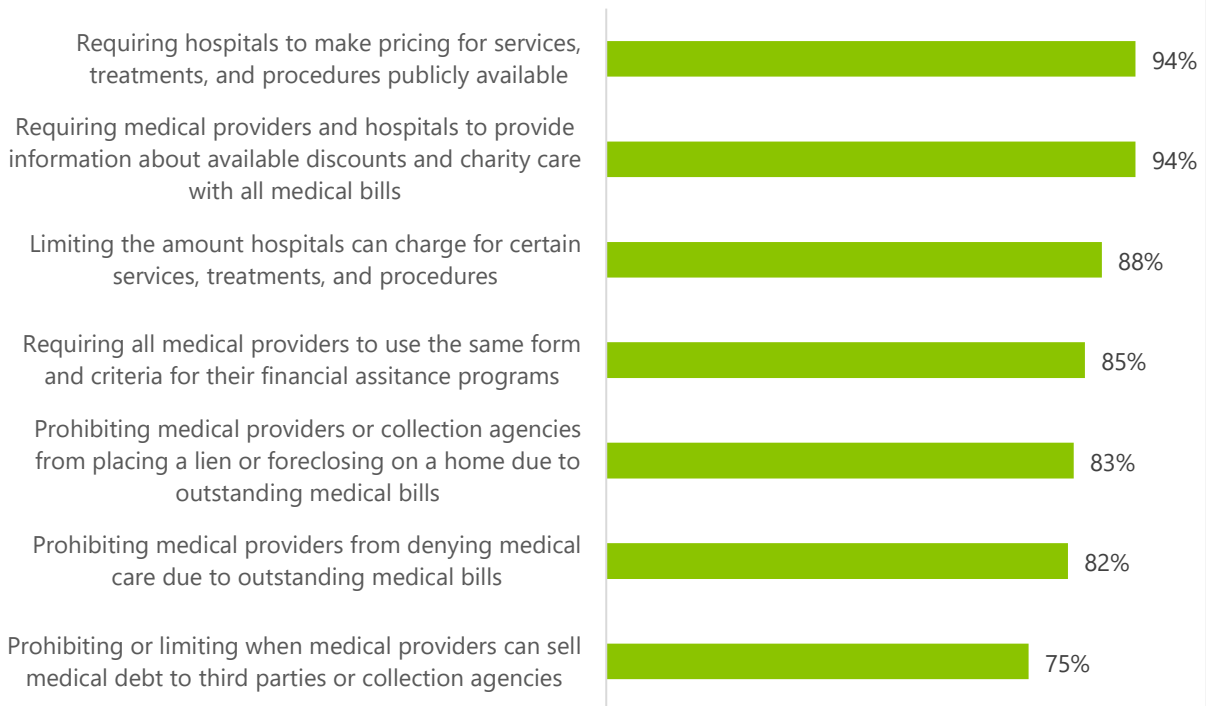 Requiring hospitals to make pricing for services,
treatments, and procedures publicly available
94%
Requiring medical providers and hospitals to provide
information about available discounts and charity care
with all medical bills
94%
Limiting the amount hospitals can charge for certain
services, treatments, and procedures
88%
Requiring all medical providers to use the same form
and criteria for their financial assitance programs
85%
Prohibiting medical providers or collection agencies
from placing a lien or foreclosing on a home due to
outstanding medical bills
83%
Prohibiting medical providers from denying medical
care due to outstanding medical bills
82%
Prohibiting or limiting when medical providers can sell
medical debt to third parties or collection agencies
75%